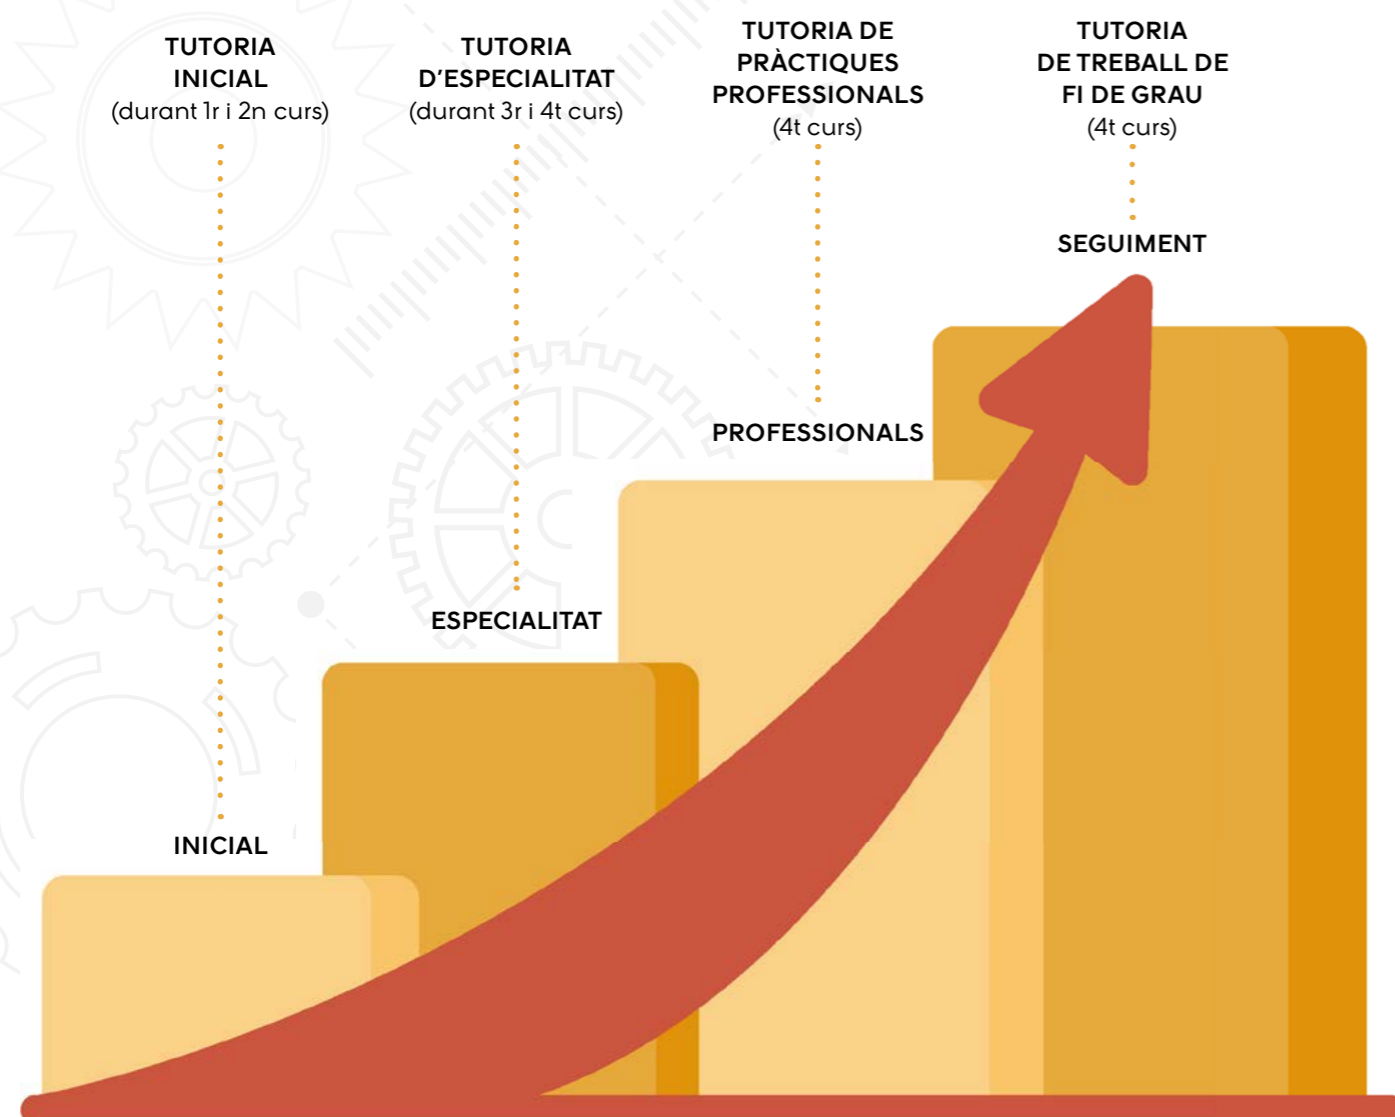 TUTORIA
INICIAL
(durant 1r i 2n curs)
TUTORIA
D'ESPECIALITAT
(durant 3r i 4t curs)
TUTORIA DE
PRÀCTIQUES
PROFESSIONALS
(4t curs)
TUTORIA
DE TREBALL DE
FI DE GRAU
(4t curs)
SEGUIMENT
PROFESSIONALS
ESPECIALITAT
INICIAL